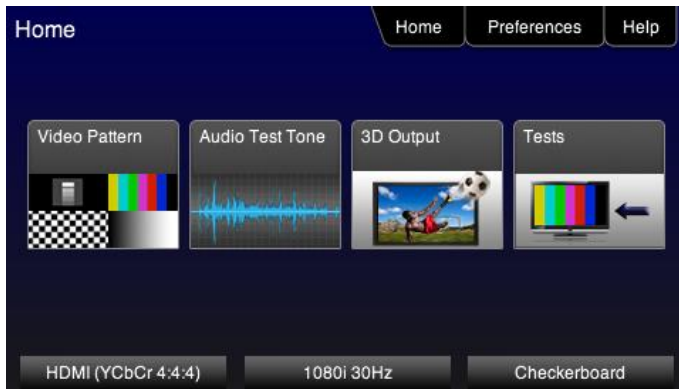 Home
Home
Preferences
Help
Video Pattern
Audio Test Tone
3D Output
Tests
HDMI (YCbCr 4:4:4)
1080i 30Hz
Checkerboard